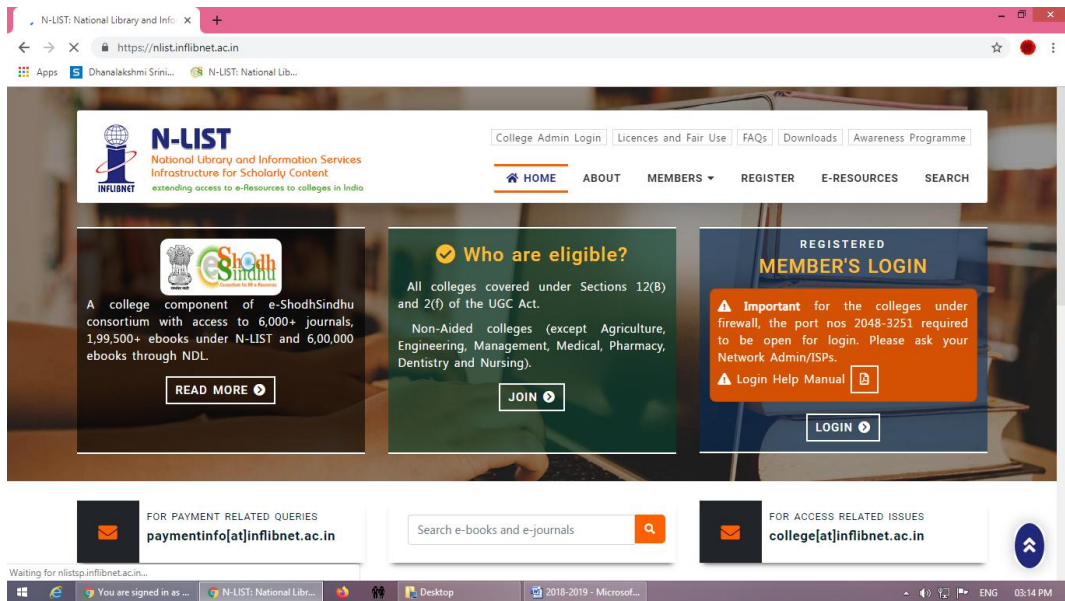 N-LIST: National Library and Info
https://nlist.inflibnet.ac.in
Apps
Dhanalakshmi Srini...
N-LIST: National Lib...
INFLIBNET
N-LIST
National Library and Information Services
Infrastructure for Scholarly Content
extending access to e-Resources to colleges in India
College Admin Login
Licences and Fair Use
FAQs
Downloads
Awareness Programme
HOME
ABOUT
MEMBERS
REGISTER
E-RESOURCES
SEARCH
eShodh
Sindhu
A college component of e-ShodhSindhu
consortium with access to 6,000+ journals,
1,99,500+ ebooks under N-LIST and 6,00,000
ebooks through NDL.
READ MORE
Who are eligible?
All colleges covered under Sections 12(B)
and 2(f) of the UGC Act.
Non-Aided colleges (except Agriculture,
Engineering, Management, Medical, Pharmacy,
Dentistry and Nursing).
JOIN
REGISTERED
MEMBER'S LOGIN
Important for the colleges under
firewall, the port nos 2048-3251 required
to be open for login. Please ask your
Network Admin/ISPs.
Login Help Manual
LOGIN
FOR PAYMENT RELATED QUERIES
paymentinfo[at]inflibnet.ac.in
Search e-books and e-journals
FOR ACCESS RELATED ISSUES
college[at]inflibnet.ac.in
Waiting for nlistsp.inflibnet.ac.in...
You are signed in as ...
N-LIST: National Libr...
Desktop
2018-2019 - Microsof...
ENG
03:14 PM